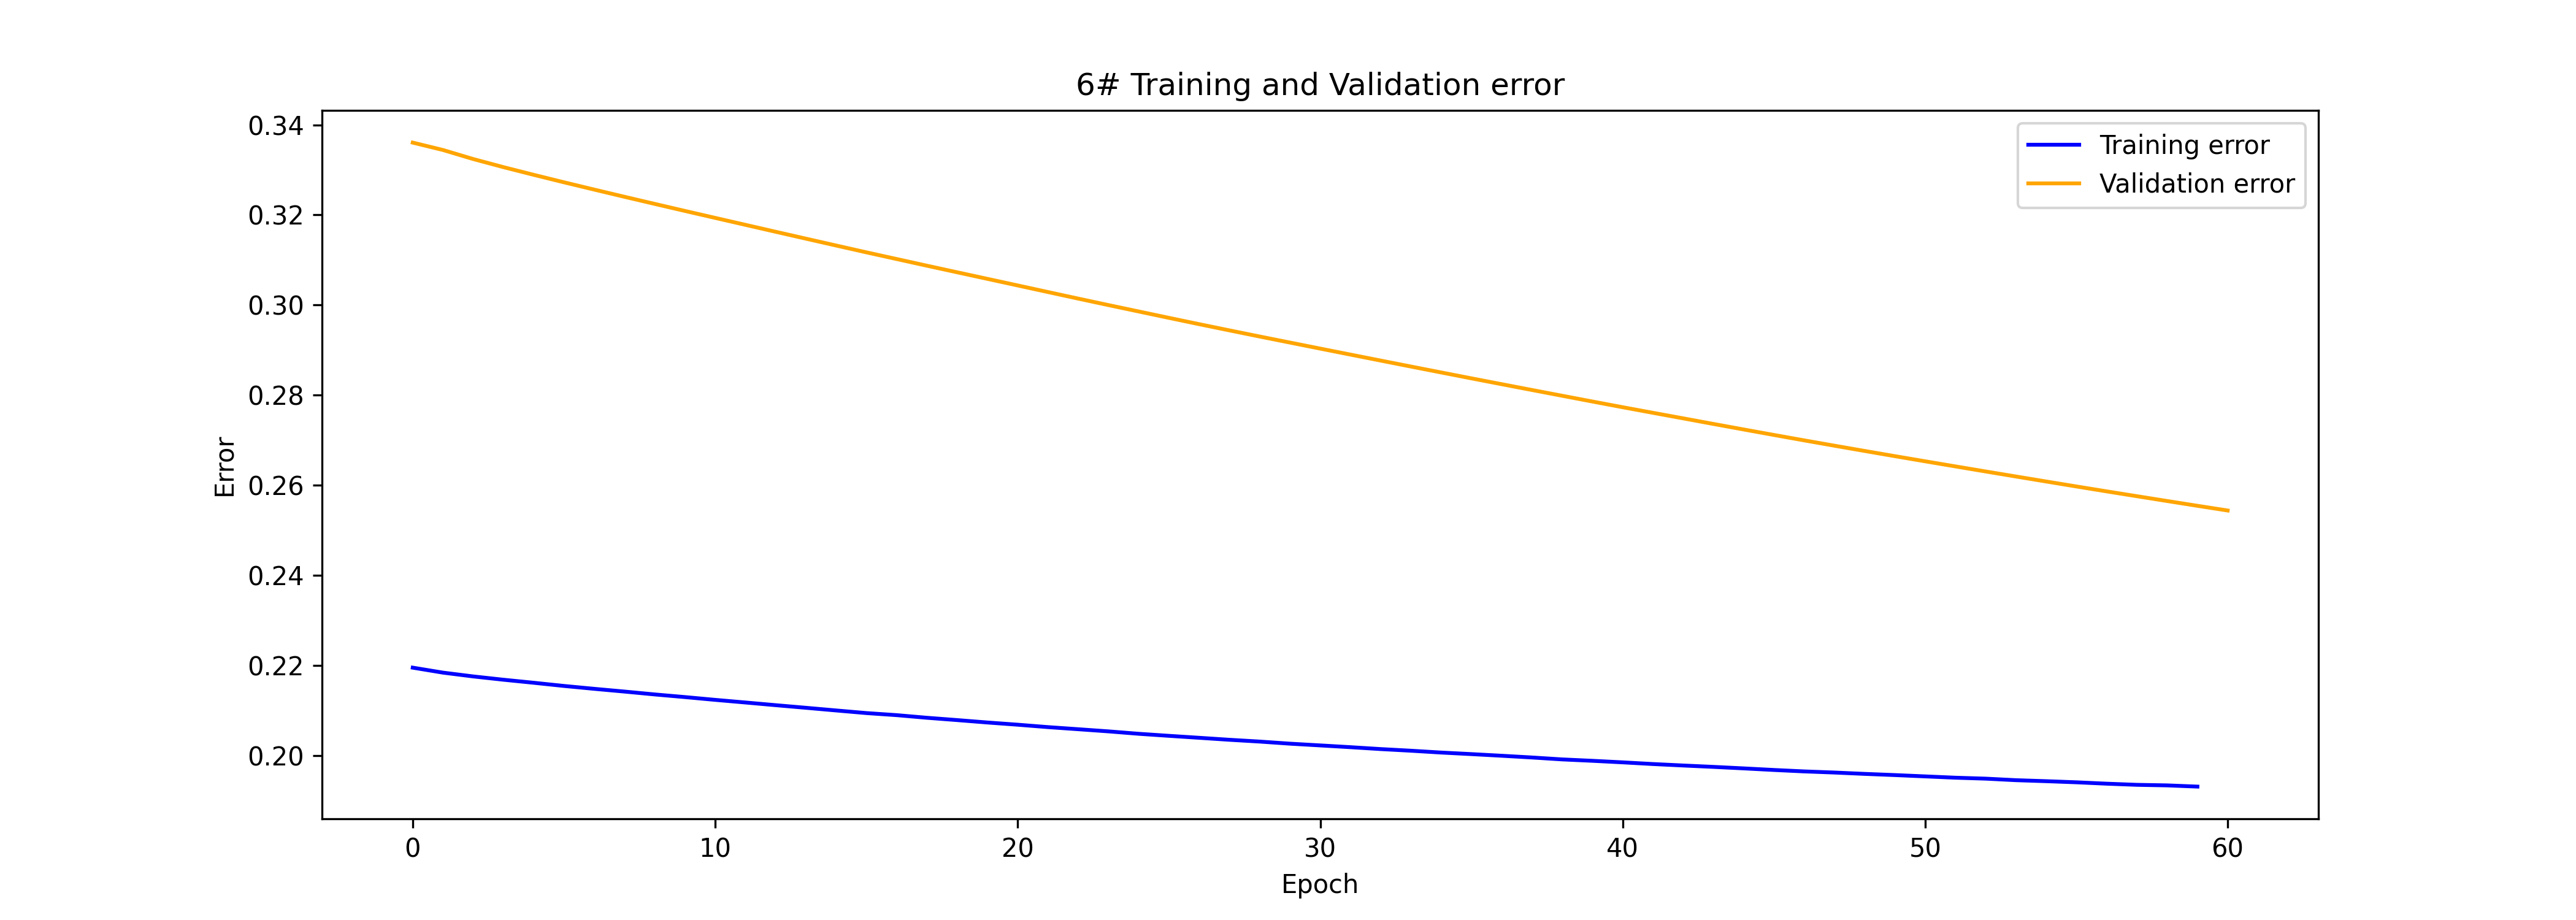 6# Training and Validation error
Training error
Validation error
0.34
0.32
0.30
0.28
0.26
0.24
0.22
0.20
Error
0 10 20 30 40 50 60
Epoch